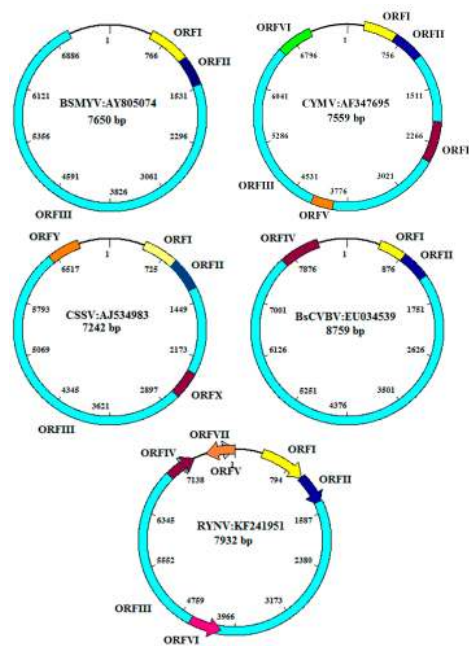 ORFI
ORFII
1
766
1531
2296
3061
3826
4591
5356
6121
6886
BSMYV:AY805074
7650 bp
ORFIII
ORFVI
ORFI
ORFII
1
756
1511
2266
3021
3776
4531
5286
6041
6796
CYMV:AF347695
7559 bp
ORFI
ORFIII
ORFV
ORFY
ORFI
ORFII
1
725
1449
2173
2897
3621
4345
5069
5793
6517
CSSV:AJ534983
7242 bp
ORFX
ORFIII
ORFIV
ORFI
ORFII
1
876
1751
2626
3501
4376
5251
6126
7001
7876
BsCVBV:EU034539
8759 bp
ORFVII
ORFIV
ORFV
ORFI
ORFII
1
794
1587
2380
3173
3966
4759
5552
6345
7138
RYNV:KF241951
7932 bp
ORFIII
ORFVI